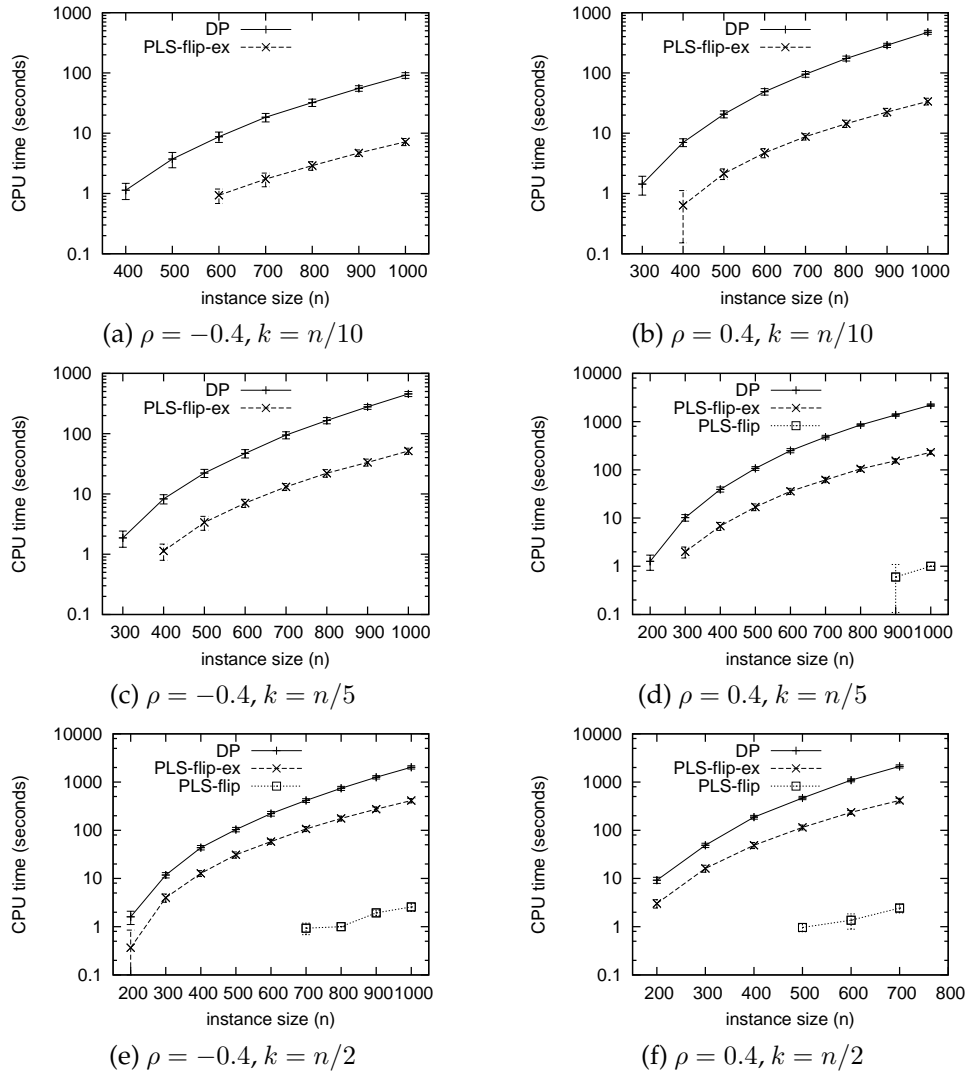 1000
100
10
1
0.1
CPU time (seconds)
DP
PLS-flip-ex
400 500 600 700 800 900 1000
instance size (n)
(a) ρ = −0.4, k = n/10
1000
100
10
1
0.1
CPU time (seconds)
DP
PLS-flip-ex
300 400 500 600 700 800 900 1000
instance size (n)
(b) ρ = 0.4, k = n/10
1000
100
10
1
0.1
CPU time (seconds)
DP
PLS-flip-ex
300 400 500 600 700 800 900 1000
instance size (n)
(c) ρ = −0.4, k = n/5
10000
1000
100
10
1
0.1
CPU time (seconds)
DP
PLS-flip-ex
PLS-flip
200 300 400 500 600 700 800 900 1000
instance size (n)
(d) ρ = 0.4, k = n/5
10000
1000
100
10
1
0.1
CPU time (seconds)
DP
PLS-flip-ex
PLS-flip
200 300 400 500 600 700 800 900 1000
instance size (n)
(e) ρ = −0.4, k = n/2
10000
1000
100
10
1
0.1
CPU time (seconds)
DP
PLS-flip-ex
PLS-flip
200 300 400 500 600 700 800
instance size (n)
(f) ρ = 0.4, k = n/2